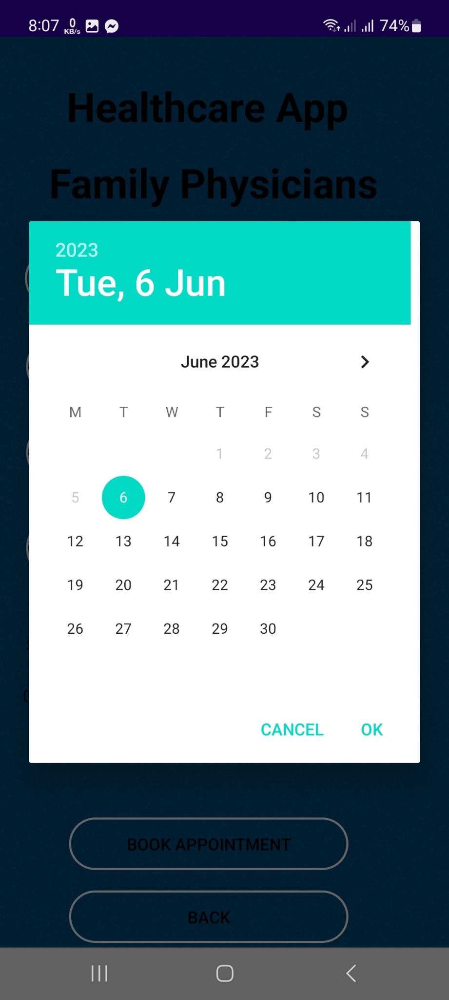 8:07 0 KB/s 74%
Healthcare App
Family Physicians
2023
Tue, 6 Jun
June 2023
M T W T F S S
1 2 3 4
5 6 7 8 9 10 11
12 13 14 15 16 17 18
19 20 21 22 23 24 25
26 27 28 29 30
CANCEL OK
BOOK APPOINTMENT
BACK